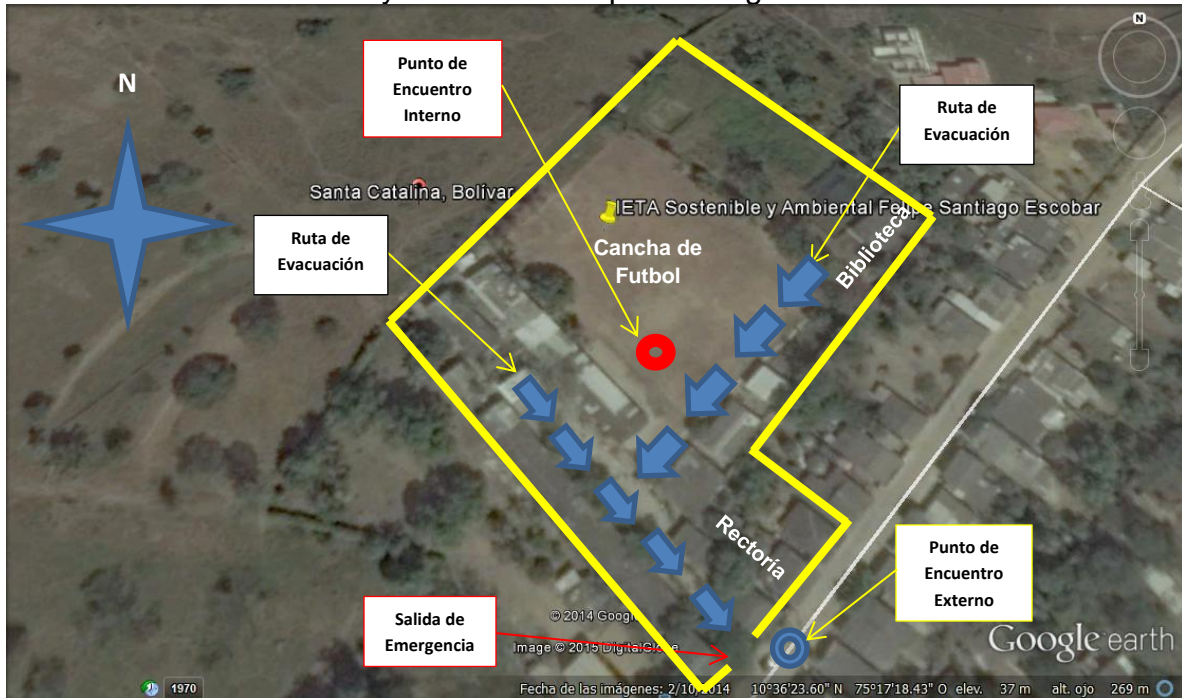 N
N
Punto de
Encuentro
Interno
Ruta de
Evacuación
Santa Catalina, Bolívar
IETA Sostenible y Ambiental Felipe Santiago Escobar
Ruta de
Evacuación
Cancha de
Futbol
Biblioteca
Rectoría
Punto de
Encuentro
Externo
Salida de
Emergencia
© 2014 Google
Image © 2015 DigitalGlobe
Google earth
1970
Fecha de las imágenes: 2/10/2014 10°36'23.60" N 75°17'18.43" O elev. 37 m alt. ojo 269 m